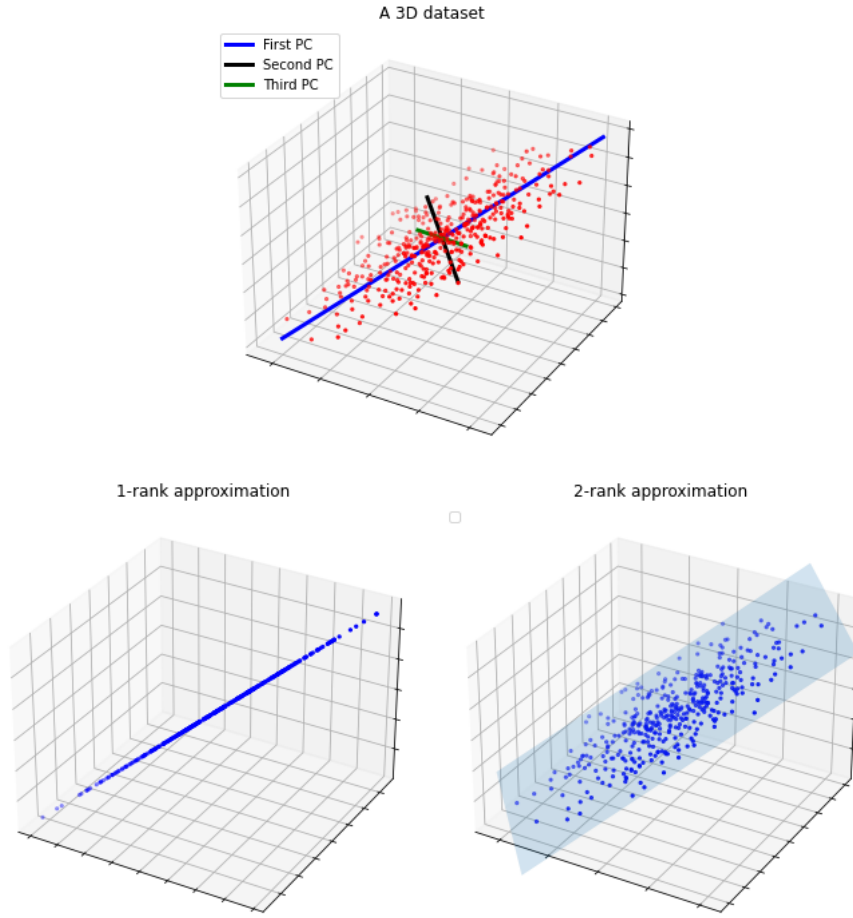 A 3D dataset
First PC
Second PC
Third PC
1-rank approximation
2-rank approximation